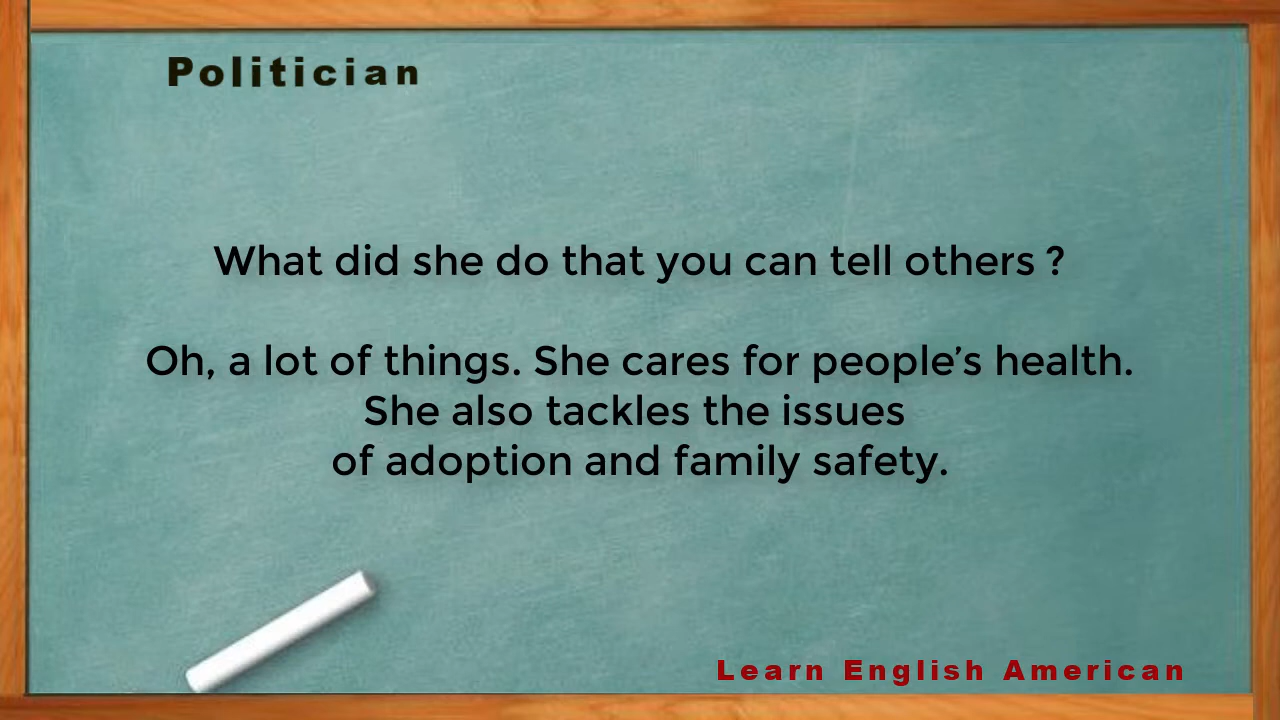 Politician
What did she do that you can tell others ?
Oh, a lot of things. She cares for people’s health.
She also tackles the issues
of adoption and family safety.
Learn English American